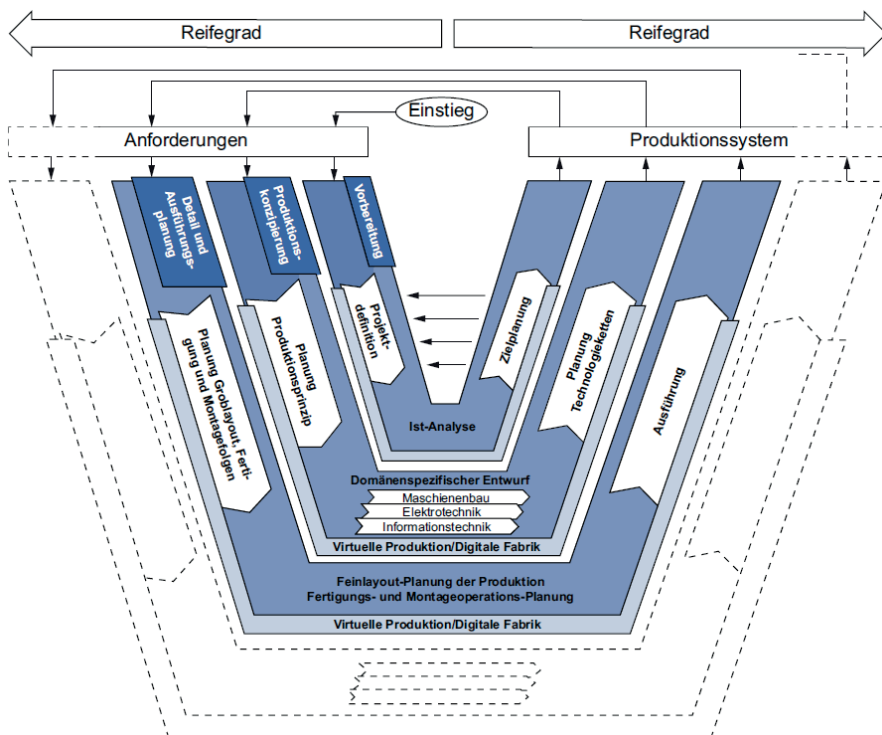 Reifegrad
Reifegrad
Einstieg
Anforderungen
Produktionssystem
Detail und
Ausführungs-
planung
Produktions-
konzipierung
Vorbereitung
Planung Groblayout, Ferti-
gung und Montagefolgen
Planung
Produktionsprinzip
Projekt-
definition
Zielplanung
Planung
Technologieketten
Ausführung
Ist-Analyse
Domänenspezifischer Entwurf
Maschienenbau
Elektrotechnik
Informationstechnik
Virtuelle Produktion/Digitale Fabrik
Feinlayout-Planung der Produktion
Fertigungs- und Montageoperations-Planung
Virtuelle Produktion/Digitale Fabrik